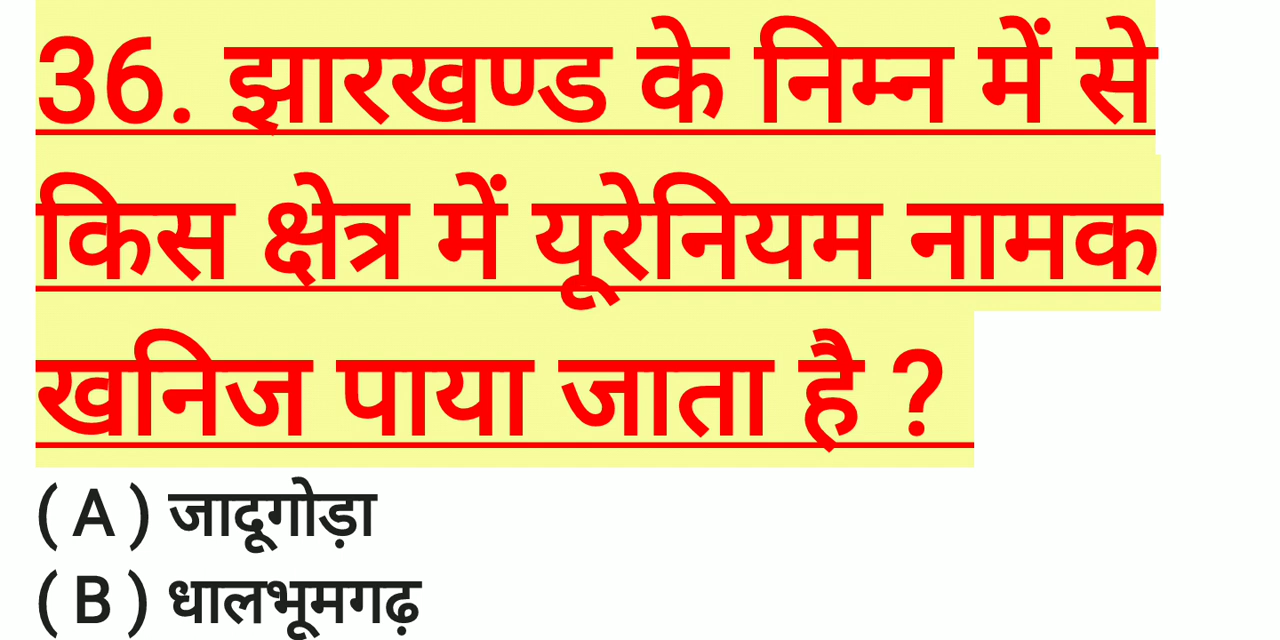 36. झारखण्ड के निम्न में से
किस क्षेत्र में यूरेनियम नामक
खनिज पाया जाता है ?
( A ) जादूगोड़ा
( B ) धालभूमगढ़